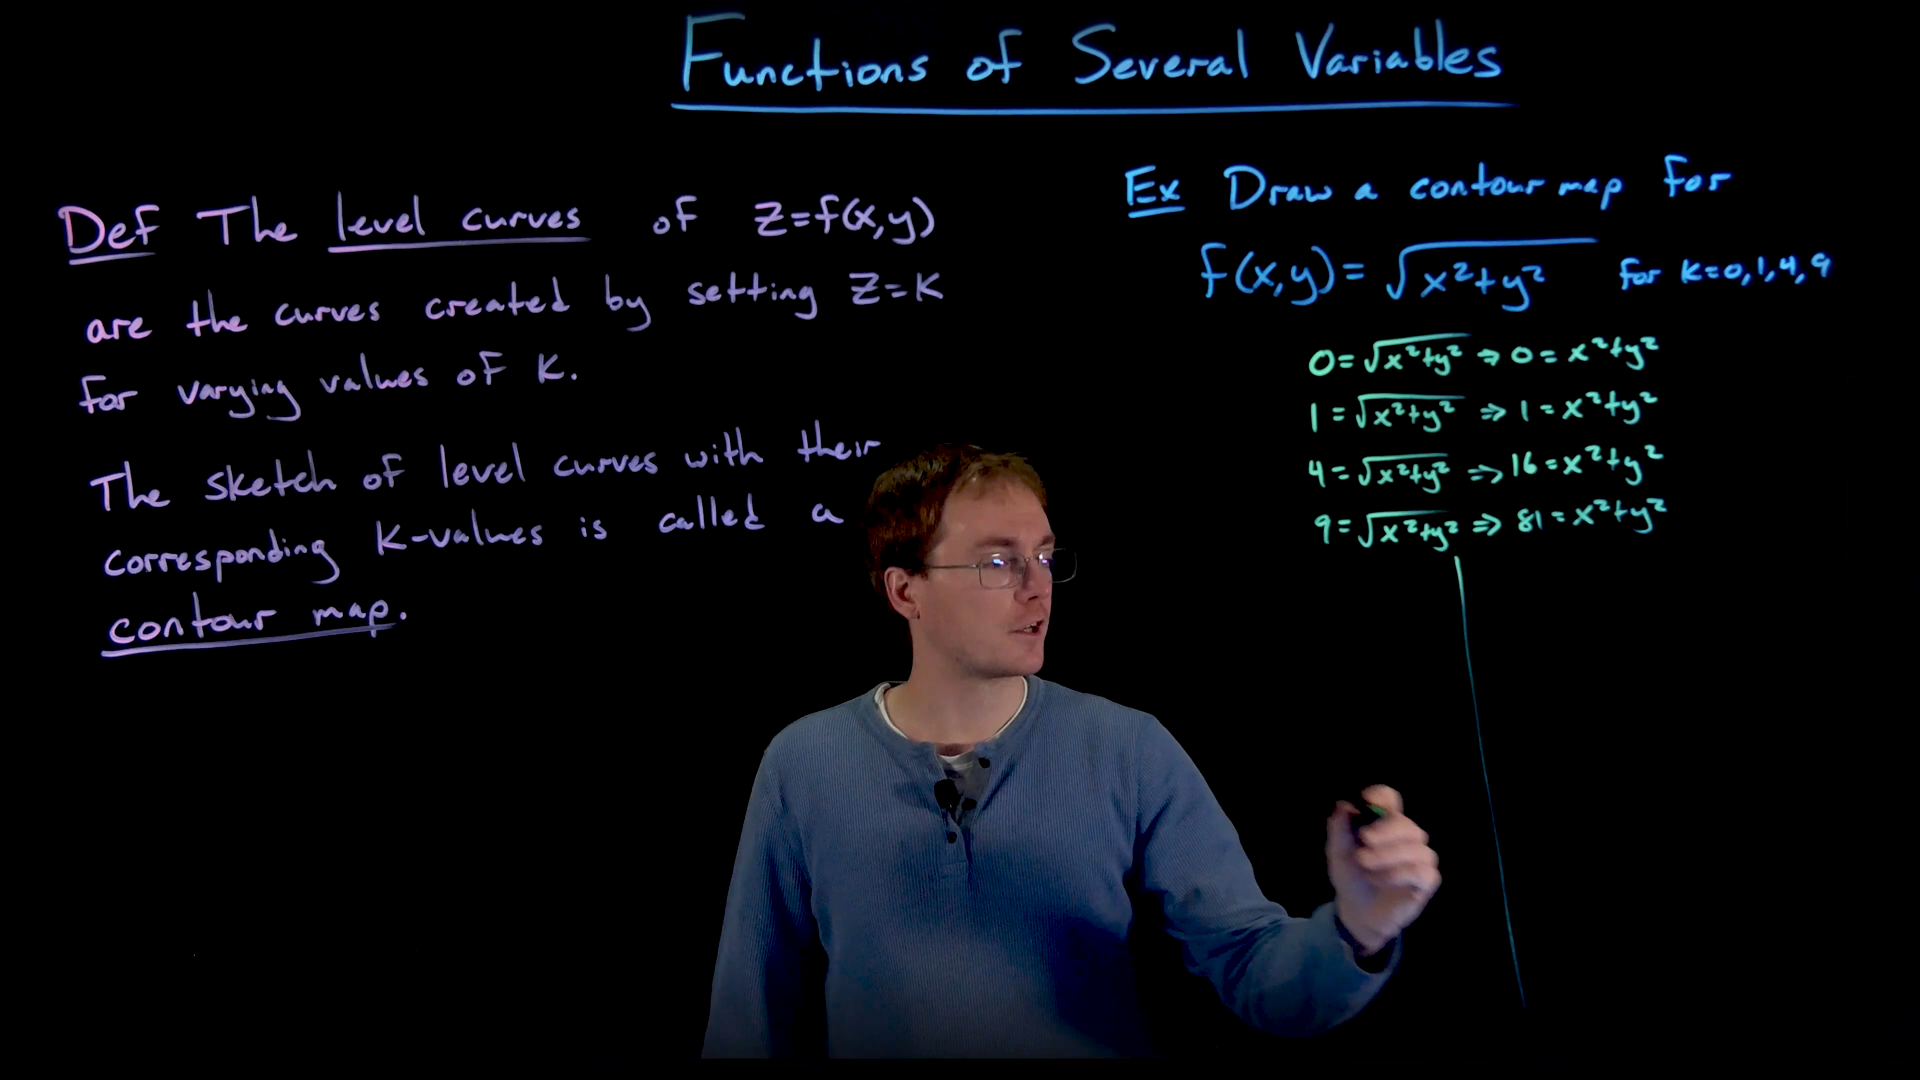 Functions of Several Variables
Def The level curves of z=f(x,y)
are the curves created by setting z=K
for varying values of K.
The sketch of level curves with their
corresponding K-values is called a
contour map.
Ex Draw a contour map for
f(x,y)=√(x²+y²) for K=0,1,4,9
0=√(x²+y²) ⇒ 0=x²+y²
1=√(x²+y²) ⇒ 1=x²+y²
4=√(x²+y²) ⇒ 16=x²+y²
9=√(x²+y²) ⇒ 81=x²+y²